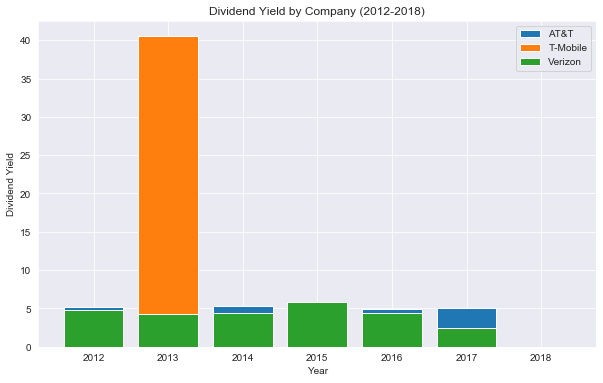 Dividend Yield by Company (2012-2018)
AT&T
T-Mobile
Verizon
Dividend Yield
40
35
30
25
20
15
10
5
0
2012 2013 2014 2015 2016 2017 2018
Year